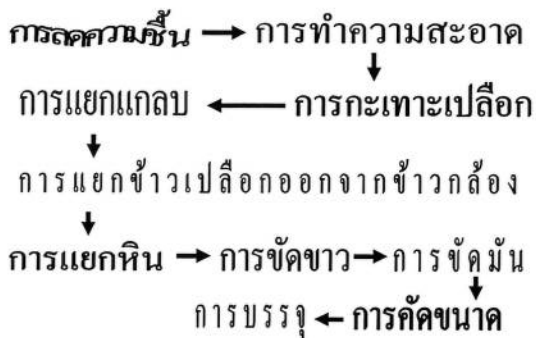 การลดความชื้น → การทำความสะอาด
การแยกแกลบ ← การกะเทาะเปลือก
การแยกข้าวเปลือกออกจากข้าวกล้อง
การแยกหิน → การขัดขาว → การขัดมัน
การบรรจุ ← การคัดขนาด